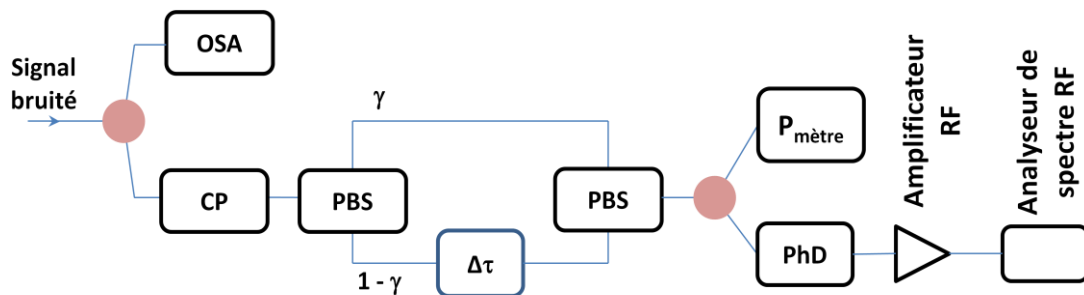 OSA
Signal
bruité
γ
CP
PBS
1 - γ
Δτ
PBS
Pmètre
PhD
Amplificateur
RF
Analyseur de
spectre RF